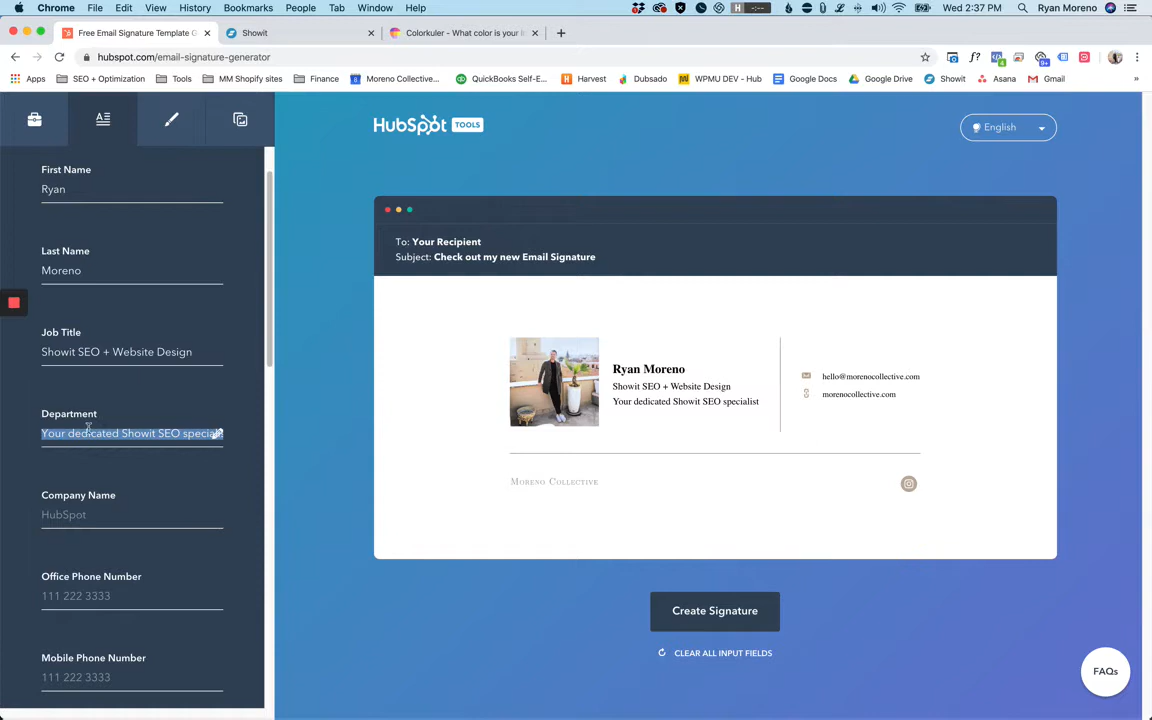 Chrome File Edit View History Bookmarks People Tab Window Help
H -:-- Wed 2:37 PM Ryan Moreno
Free Email Signature Template G
Showit
Colorkuler - What color is your I
hubspot.com/email-signature-generator
f?
4
9+
Apps SEO + Optimization Tools MM Shopify sites Finance Moreno Collective... QuickBooks Self-E... Harvest Dubsado WPMU DEV - Hub Google Docs Google Drive Showit Asana Gmail »
First Name
Ryan
Last Name
Moreno
Job Title
Showit SEO + Website Design
Department
Your dedicated Showit SEO special
Company Name
HubSpot
Office Phone Number
111 222 3333
Mobile Phone Number
111 222 3333
HubSpot TOOLS
English
To: Your Recipient
Subject: Check out my new Email Signature
Ryan Moreno
Showit SEO + Website Design
Your dedicated Showit SEO specialist
hello@morenocollective.com
morenocollective.com
Moreno Collective
Create Signature
CLEAR ALL INPUT FIELDS
FAQs